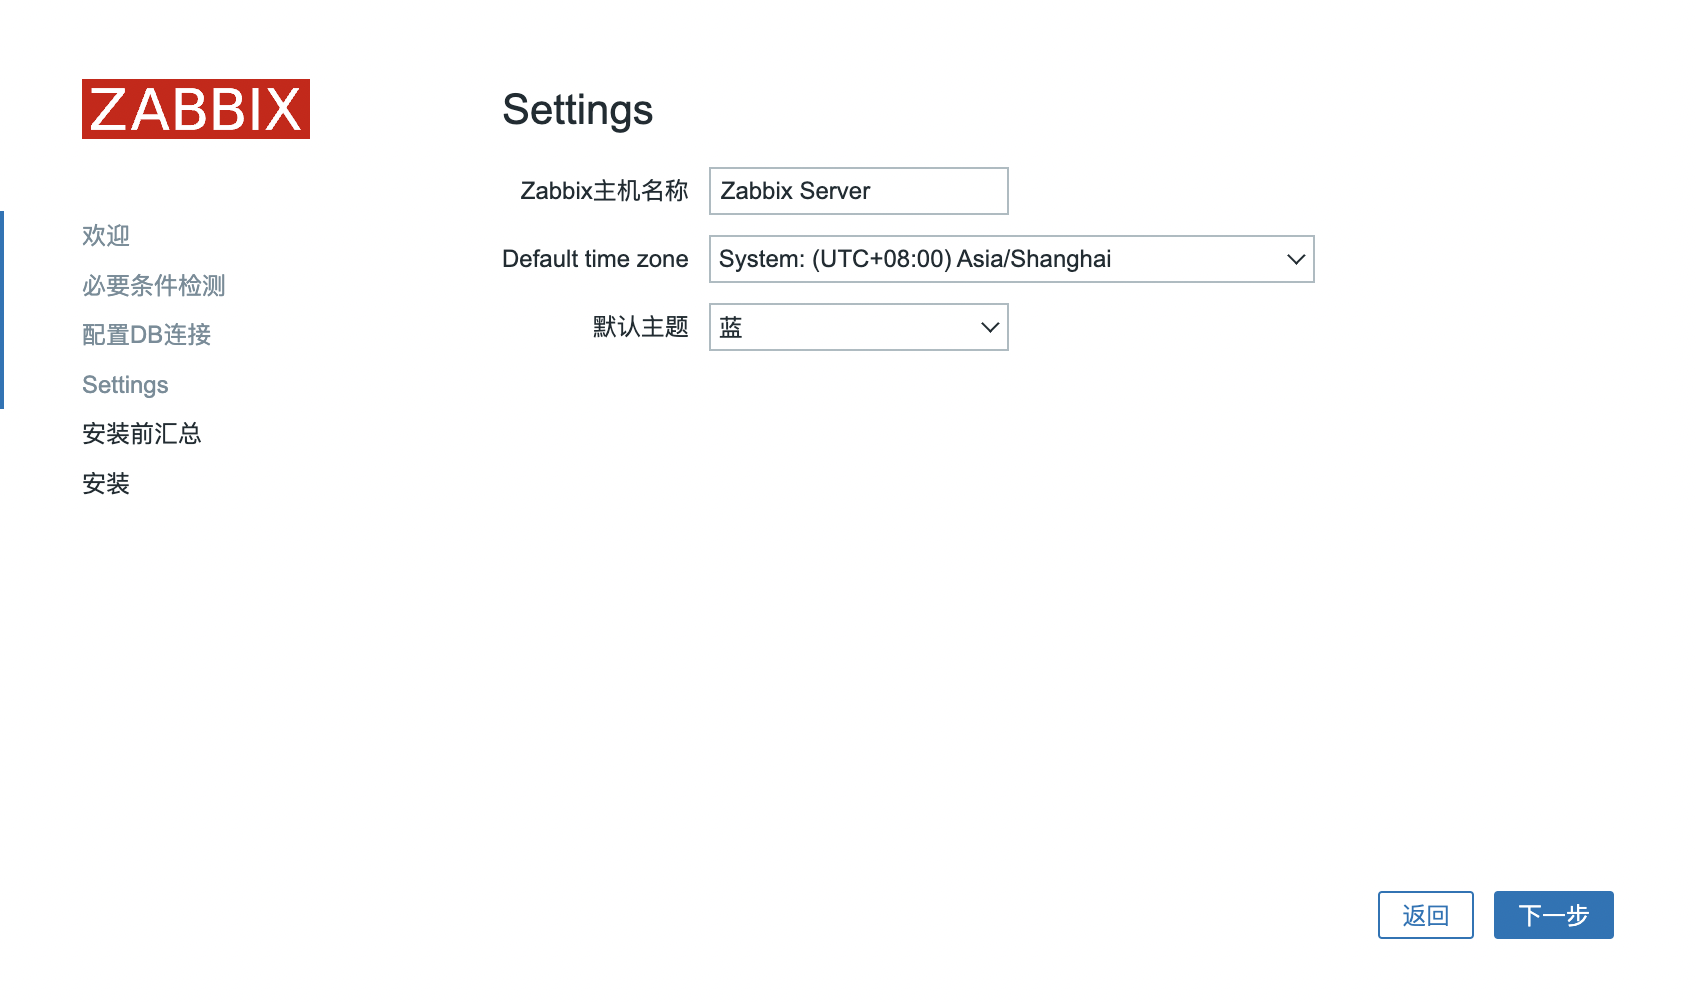 ZABBIX
欢迎
必要条件检测
配置DB连接
Settings
安装前汇总
安装
Settings
Zabbix主机名称 Zabbix Server
Default time zone System: (UTC+08:00) Asia/Shanghai
默认主题 蓝
返回 下一步